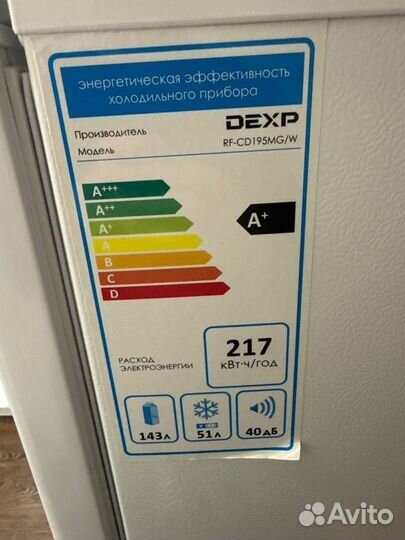 энергетическая эффективность
холодильного прибора
Производитель DEXP
Модель RF-CD195MG/W
A+++
A++
A+
A
B
C
D
A+
РАСХОД
ЭЛЕКТРОЭНЕРГИИ
217
кВт·ч/год
143л 51л 40дБ
Avito